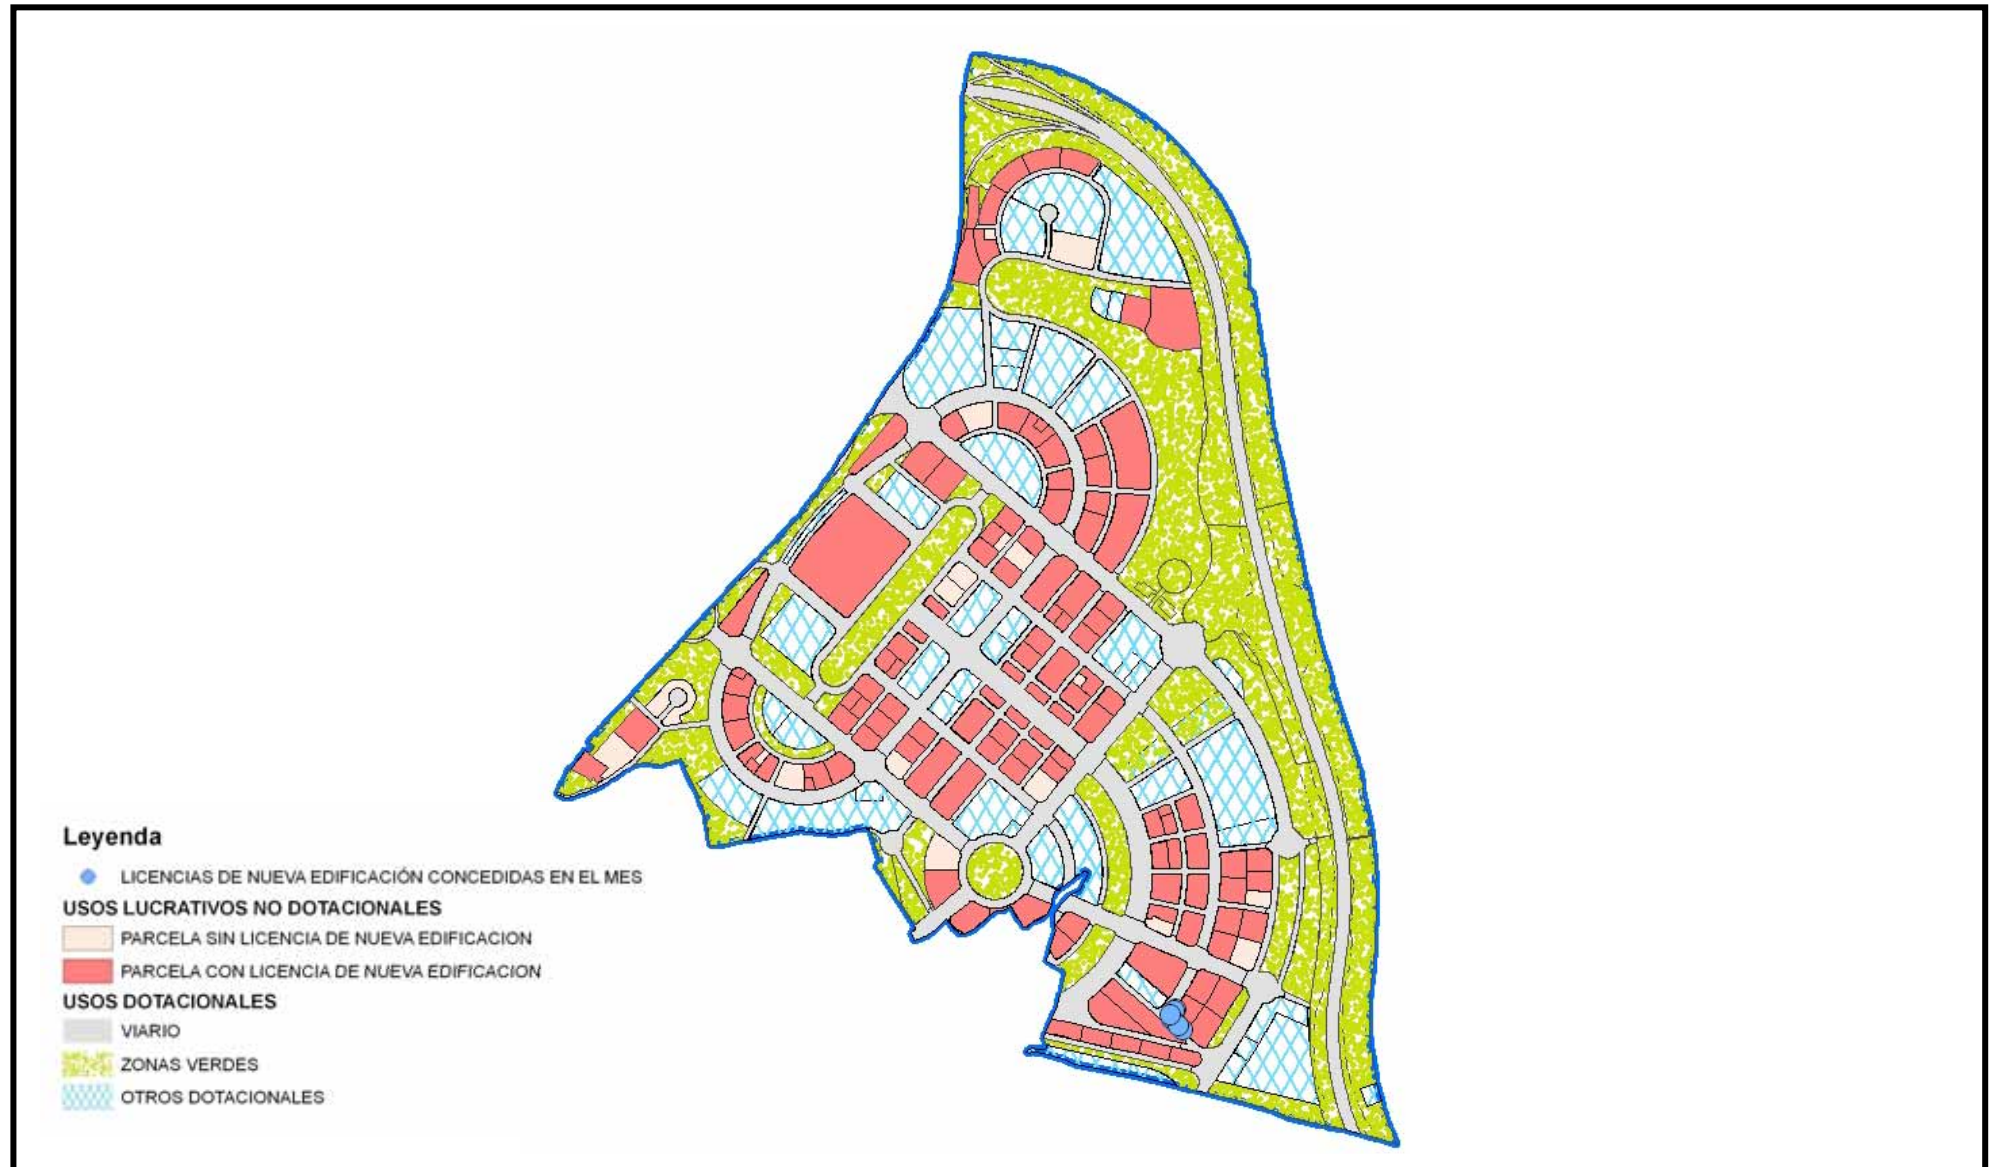 Leyenda
LICENCIAS DE NUEVA EDIFICACIÓN CONCEDIDAS EN EL MES
USOS LUCRATIVOS NO DOTACIONALES
PARCELA SIN LICENCIA DE NUEVA EDIFICACION
PARCELA CON LICENCIA DE NUEVA EDIFICACION
USOS DOTACIONALES
VIARIO
ZONAS VERDES
OTROS DOTACIONALES